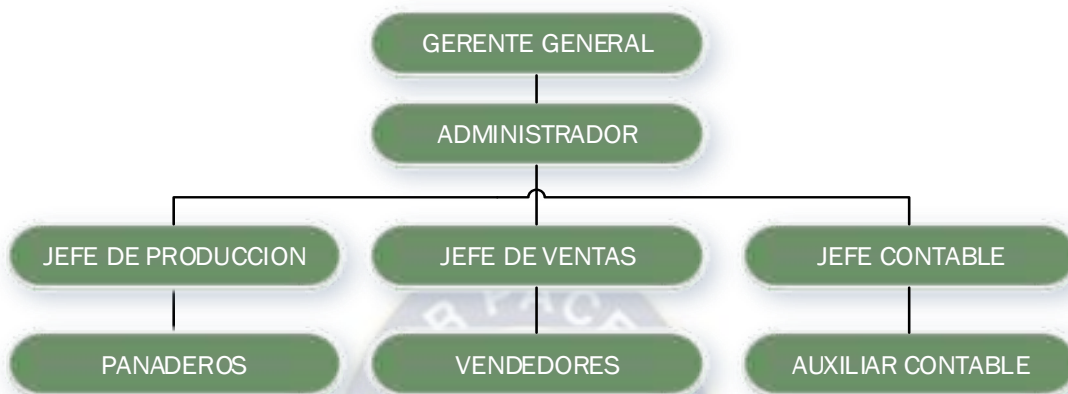 GERENTE GENERAL
ADMINISTRADOR
JEFE DE PRODUCCION
JEFE DE VENTAS
JEFE CONTABLE
PANADEROS
VENDEDORES
AUXILIAR CONTABLE